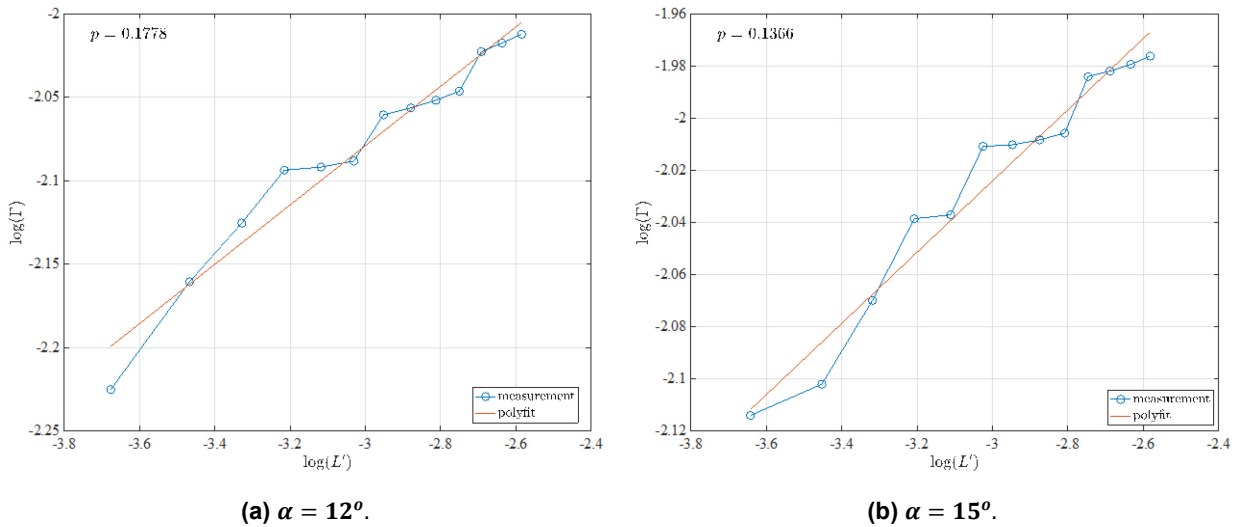 p = 0.1778
-2
-2.05
-2.1
-2.15
-2.2
-2.25
log(Γ)
-3.8 -3.6 -3.4 -3.2 -3 -2.8 -2.6 -2.4
log(L′)
measurement
polyfit
(a) α = 12ᵒ.
p = 0.1366
-1.96
-1.98
-2
-2.02
-2.04
-2.06
-2.08
-2.1
-2.12
log(Γ)
-3.8 -3.6 -3.4 -3.2 -3 -2.8 -2.6 -2.4
log(L′)
measurement
polyfit
(b) α = 15ᵒ.